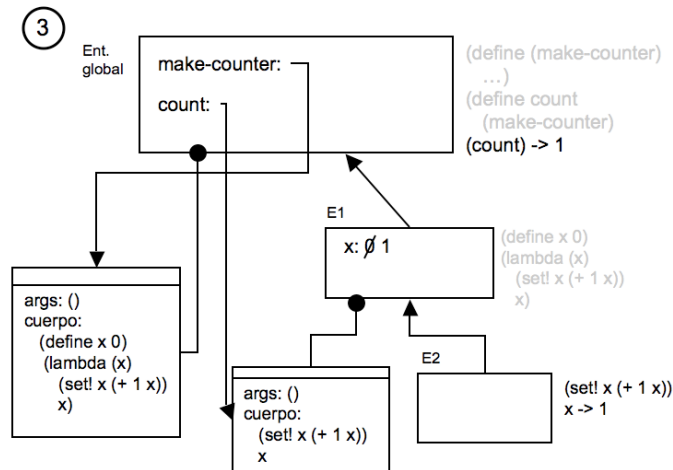 3
Ent.
global
make-counter:
count:
(define (make-counter)
...)
(define count
(make-counter)
(count) -> 1
E1
x: 0 1
(define x 0)
(lambda (x)
(set! x (+ 1 x))
x)
args: ()
cuerpo:
(define x 0)
(lambda (x)
(set! x (+ 1 x))
x)
args: ()
cuerpo:
(set! x (+ 1 x))
x
E2
(set! x (+ 1 x))
x -> 1